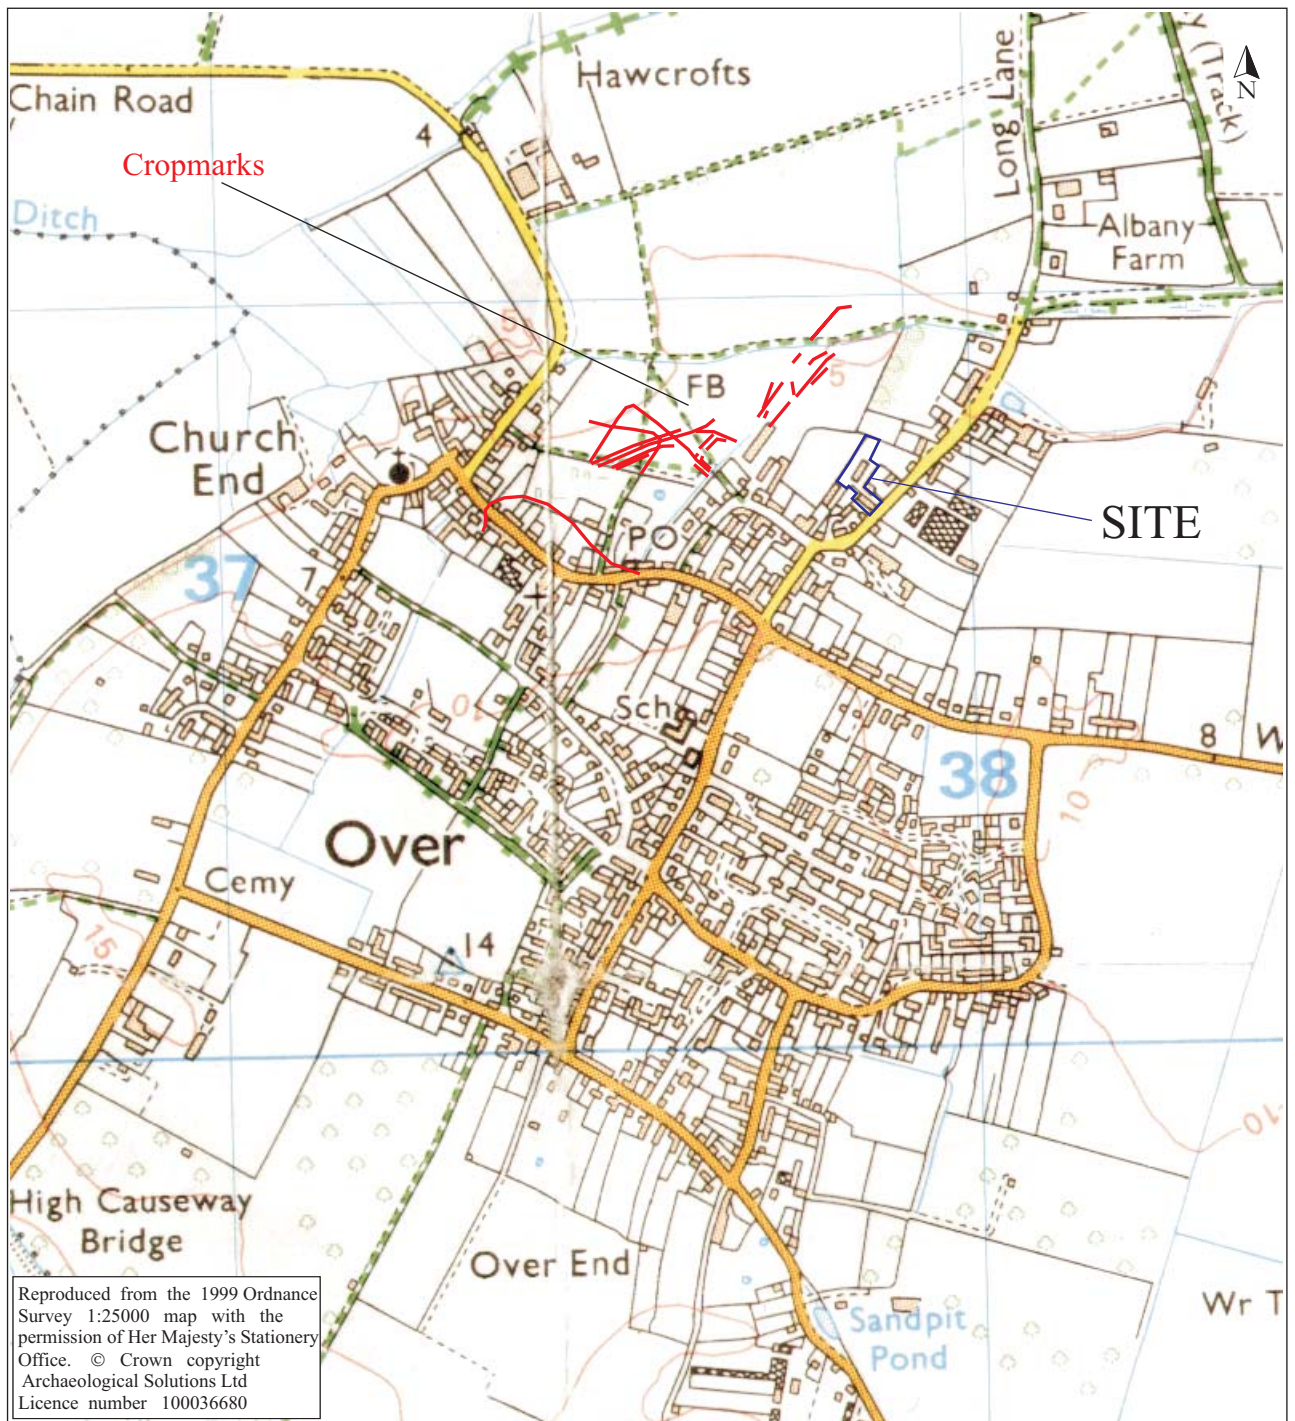 Hawcrofts
Long Lane
(Track)
N
Chain Road
4
Cropmarks
Ditch
Albany
Farm
5
5
FB
Church
End
SITE
PO
37
7
10
Sch
38
8
W
10
Over
Cemy
15
14
10
High Causeway
Bridge
Over End
Wr T
Sandpit
Pond
Reproduced from the 1999 Ordnance
Survey 1:25000 map with the
permission of Her Majesty's Stationery
Office. © Crown copyright
Archaeological Solutions Ltd
Licence number 100036680